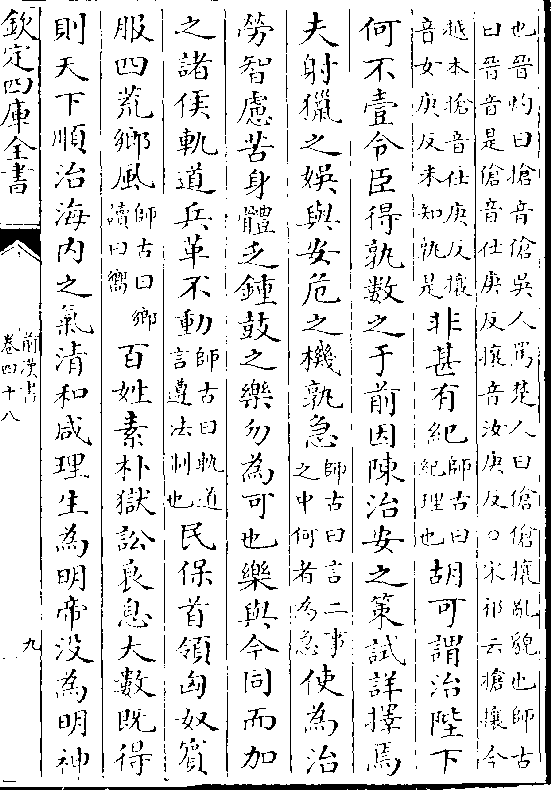 也晉灼曰搶音傖吳人罵楚人曰傖傖攘亂貌也師古
曰晉音是傖音仕庚反攘音汝庚反○宋祁云搶攘今
越本搶音仕庚反攘
音女庚反未知孰是非甚有紀師古曰
紀理也胡可謂治陛下
何不壹令臣得孰數之于前因陳治安之策試詳擇焉
夫射獵之娛與安危之機孰急師古曰言二事
之中何者為急使為治
勞智慮苦身體乏鍾鼓之樂勿為可也樂與今同而加
之諸侯軌道兵革不動師古曰軌道
言遵法制也民保首領匈奴賓
服四荒鄉風師古曰鄉
讀曰嚮百姓素朴獄訟衰息大數既得
則天下順治海內之氣清和咸理生為明帝没為明神
欽定四庫全書
前漢書
卷四十八
九